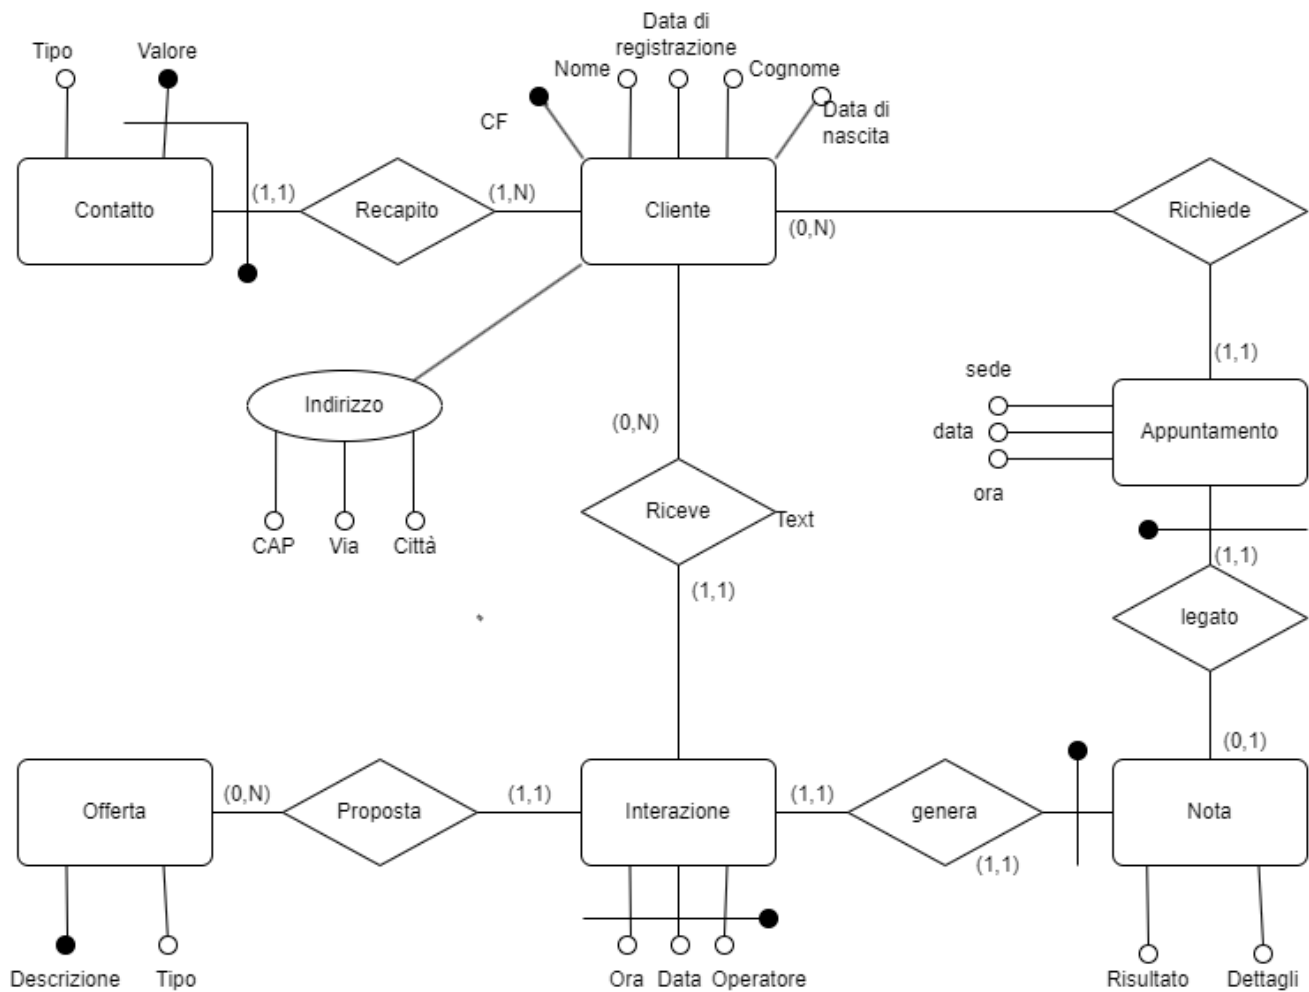 Data di
registrazione
Tipo
Valore
Nome
Cognome
CF
Data di
nascita
Contatto
(1,1)
Recapito
(1,N)
Cliente
(0,N)
Richiede
(1,1)
sede
Indirizzo
data
Appuntamento
(0,N)
ora
Riceve
Text
CAP
Via
Città
(1,1)
(1,1)
legato
(0,1)
Offerta
(0,N)
Proposta
(1,1)
Interazione
(1,1)
genera
(1,1)
Nota
Descrizione
Tipo
Ora
Data
Operatore
Risultato
Dettagli